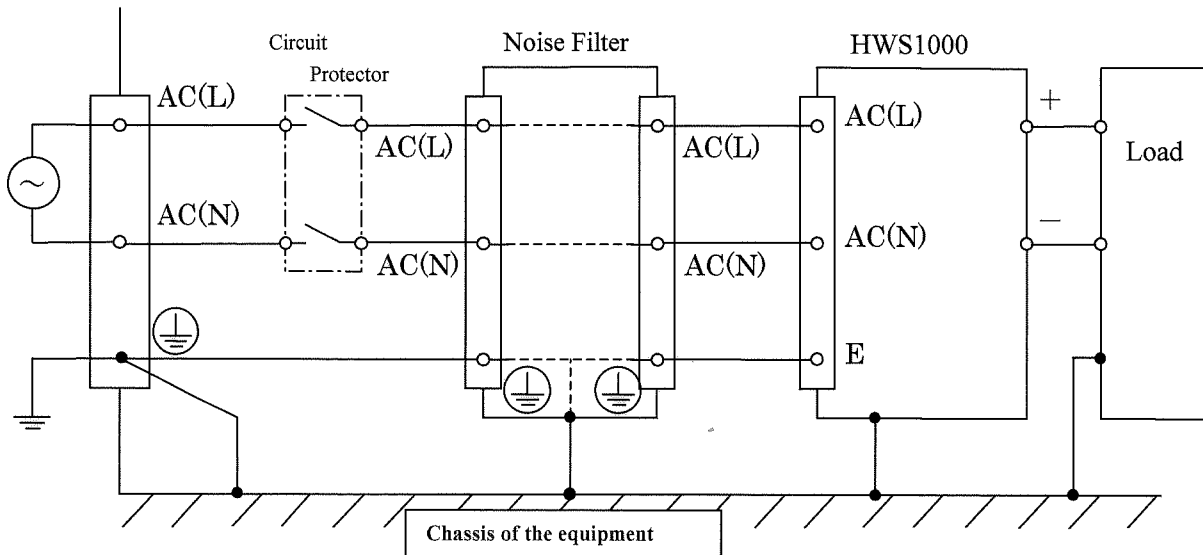 Circuit
Protector
Noise Filter
HWS1000
AC(L)
AC(L)
AC(L)
AC(L)
+
Load
AC(N)
AC(N)
AC(N)
AC(N)
−
E
Chassis of the equipment